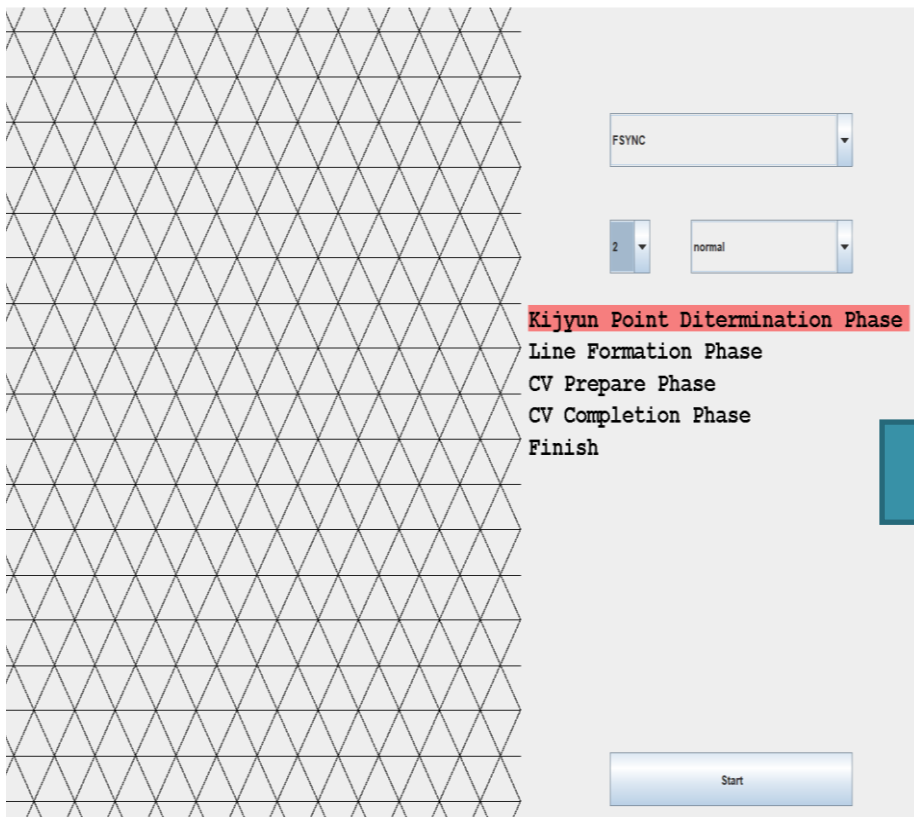 FSYNC
2 normal
Kijyun Point Ditermination Phase
Line Formation Phase
CV Prepare Phase
CV Completion Phase
Finish
Start